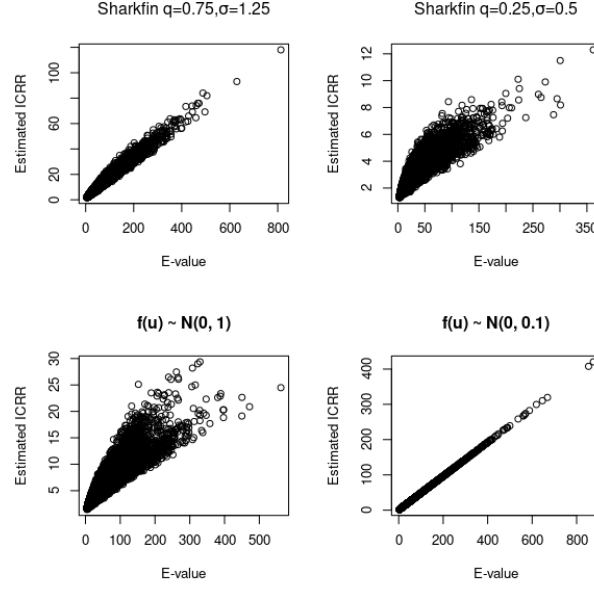 Sharkfin q=0.75,σ=1.25
Estimated ICRR
0 20 60 100
0 200 400 600 800
E-value
Sharkfin q=0.25,σ=0.5
Estimated ICRR
2 4 6 8 10 12
0 50 150 250 350
E-value
f(u) ~ N(0, 1)
Estimated ICRR
5 10 15 20 25 30
0 100 200 300 400 500
E-value
f(u) ~ N(0, 0.1)
Estimated ICRR
0 100 200 300 400
0 200 400 600 800
E-value